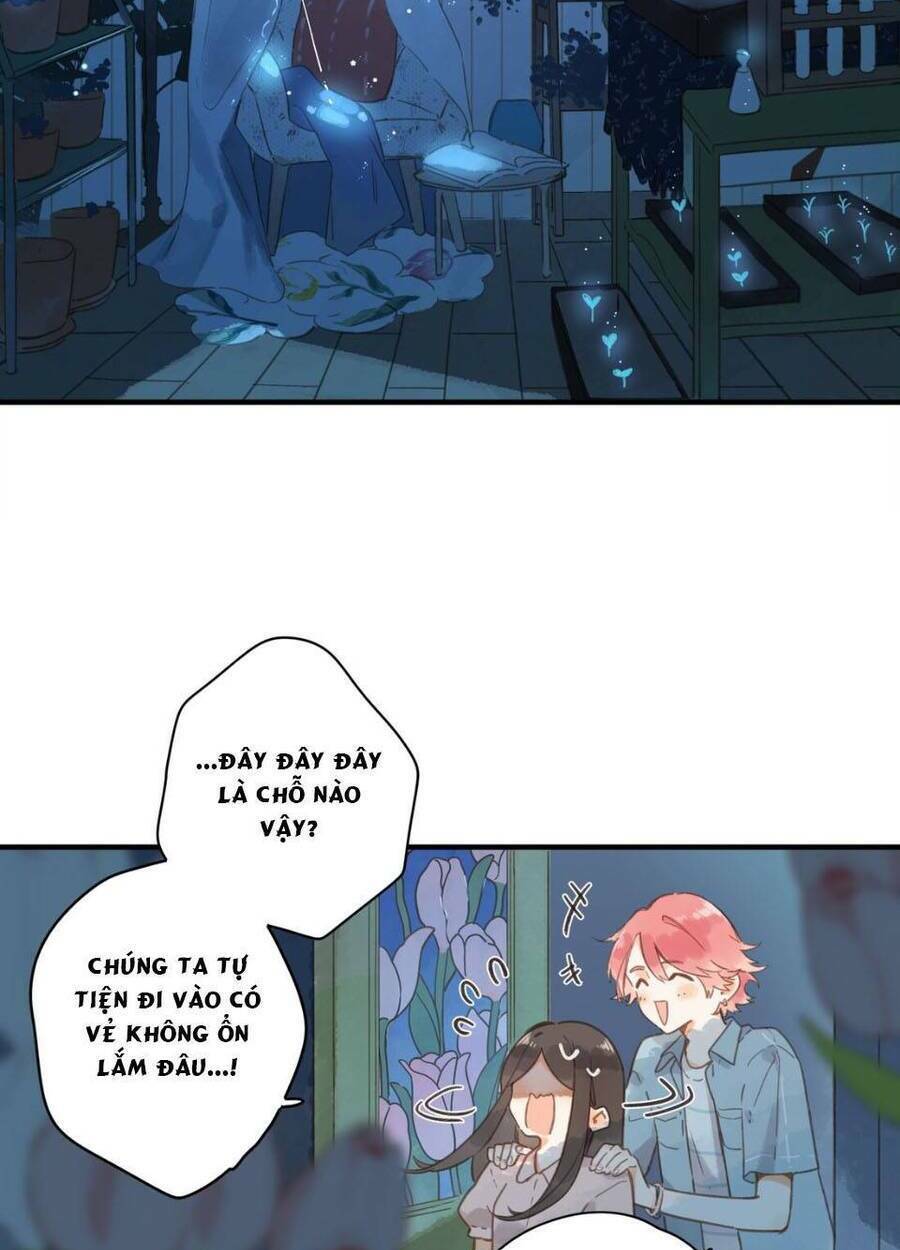 ...ĐÂY ĐÂY ĐÂY
LÀ CHỖ NÀO
VẬY?
CHÚNG TA TỰ
TIỆN ĐI VÀO CÓ
VẺ KHÔNG ỔN
LẮM ĐÂU...!